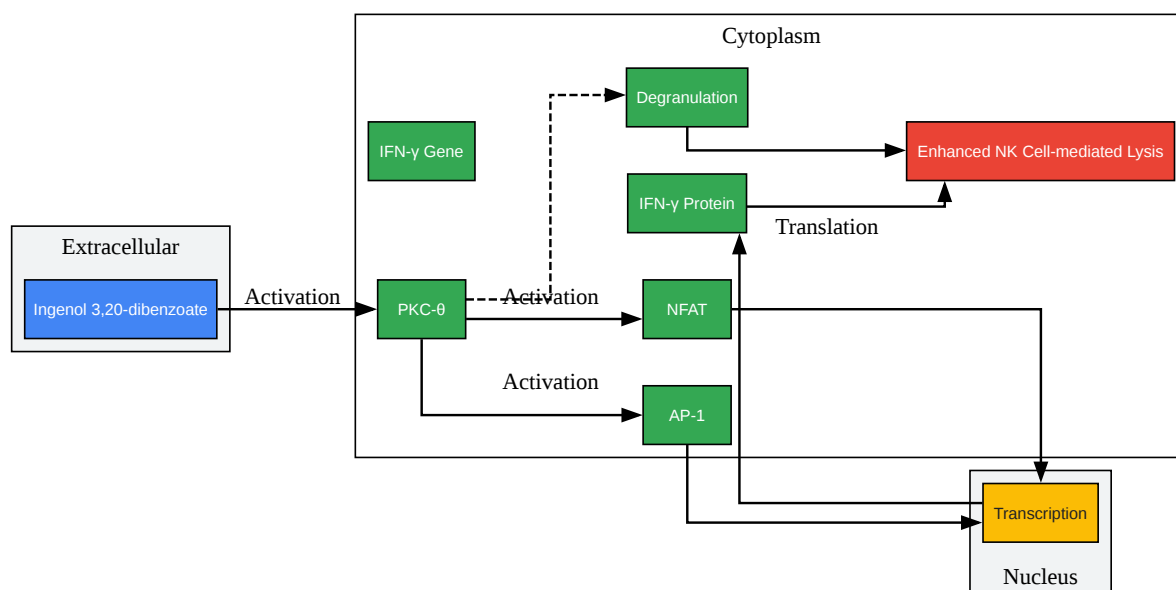 Cytoplasm
Degranulation
IFN-γ Gene
Enhanced NK Cell-mediated Lysis
IFN-γ Protein
Translation
Extracellular
Ingenol 3,20-dibenzoate
Activation
PKC-θ
Activation
NFAT
Activation
AP-1
Transcription
Nucleus